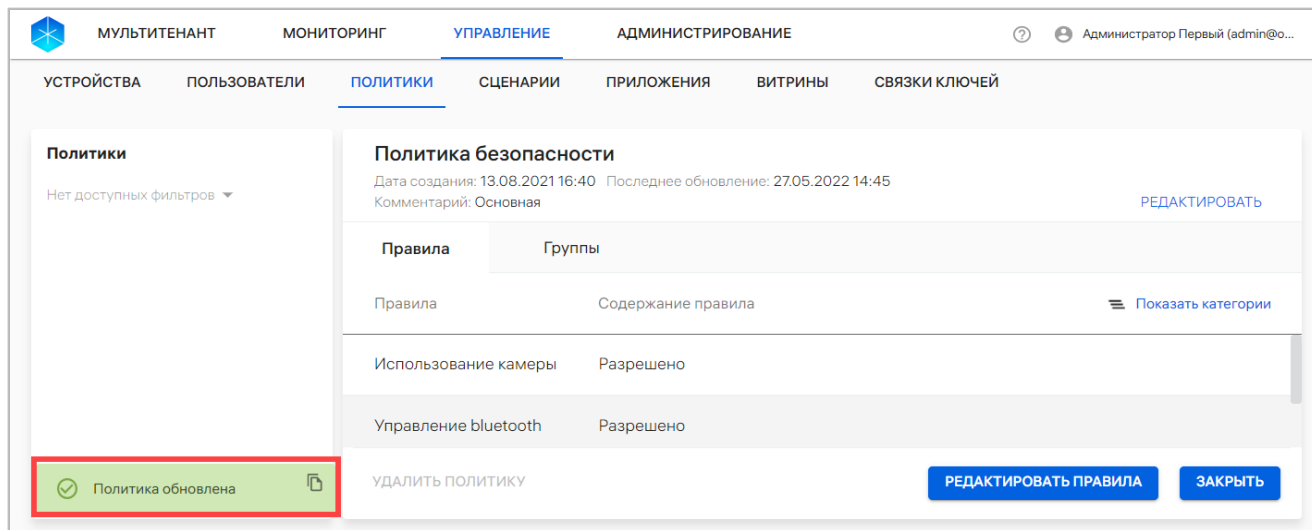 МУЛЬТИТЕНАНТ МОНИТОРИНГ УПРАВЛЕНИЕ АДМИНИСТРИРОВАНИЕ Администратор Первый (admin@o...
УСТРОЙСТВА ПОЛЬЗОВАТЕЛИ ПОЛИТИКИ СЦЕНАРИИ ПРИЛОЖЕНИЯ ВИТРИНЫ СВЯЗКИ КЛЮЧЕЙ
Политики
Нет доступных фильтров
Политика безопасности
Дата создания: 13.08.2021 16:40 Последнее обновление: 27.05.2022 14:45
Комментарий: Основная
РЕДАКТИРОВАТЬ
Правила Группы
Правила Содержание правила Показать категории
Использование камеры Разрешено
Управление bluetooth Разрешено
Политика обновлена
УДАЛИТЬ ПОЛИТИКУ РЕДАКТИРОВАТЬ ПРАВИЛА ЗАКРЫТЬ